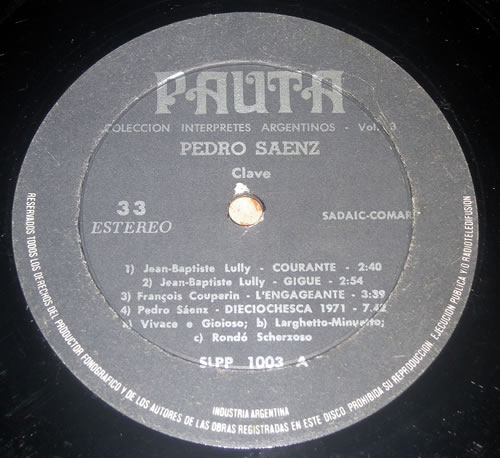 PAUTA
COLECCION INTERPRETES ARGENTINOS - Vol. 3
PEDRO SAENZ
Clave
33
ESTEREO
SADAIC-COMAR
1) Jean-Baptiste Lully - COURANTE - 2:40
2) Jean-Baptiste Lully - GIGUE - 2:54
3) François Couperin - L'ENGAGEANTE - 3:39
4) Pedro Sáenz - DIECIOCHESCA 1971 - 7.42
a) Vivace e Gioioso; b) Larghetto-Minuetto;
c) Rondó Scherzoso
SLPP 1003 A
INDUSTRIA ARGENTINA
RESERVADOS TODOS LOS DERECHOS DEL PRODUCTOR FONOGRAFICO Y DE LOS AUTORES DE LAS OBRAS REGISTRADAS EN ESTE DISCO. PROHIBIDA SU REPRODUCCION EJECUCION PUBLICA Y/O RADIOTELEDIFUSION